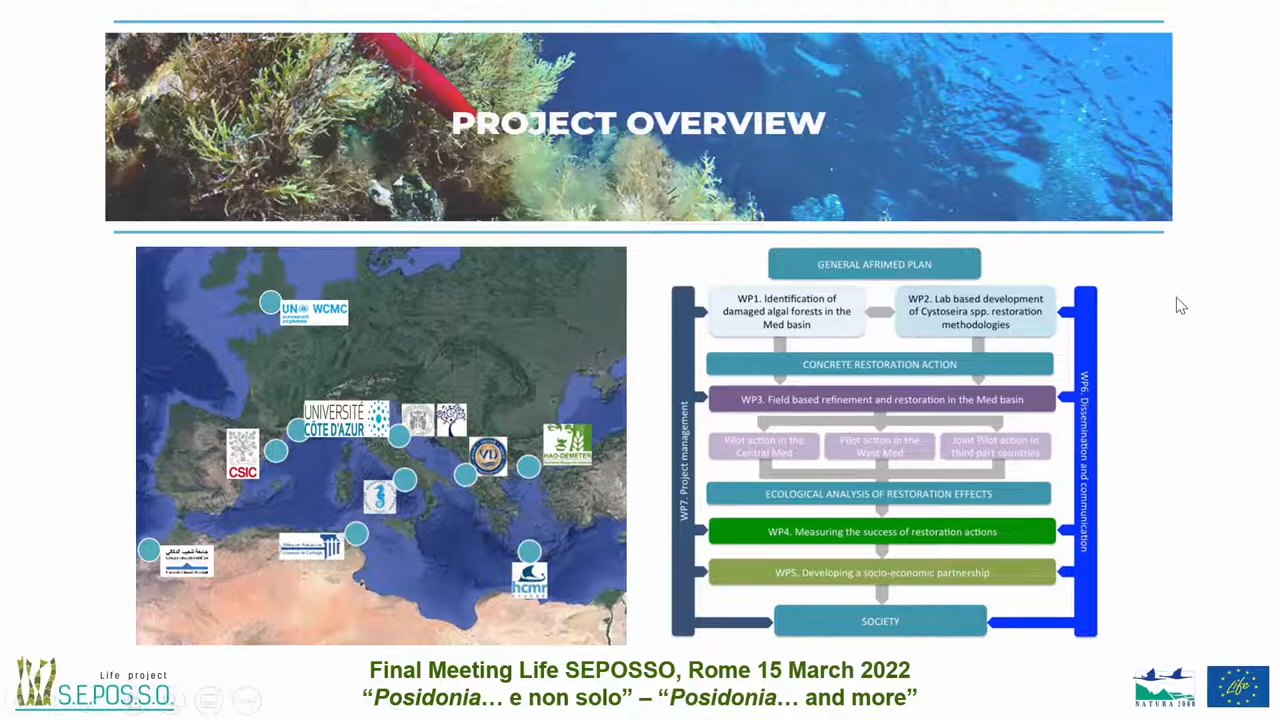 PROJECT OVERVIEW
UN WCMC
CSIC
UNIVERSITÉ
CÔTE D'AZUR
HAO-DEMETER
hcmr
GENERAL AFRIMED PLAN
WP1. Identification of
damaged algal forests in the
Med basin
WP2. Lab based development
of Cystoseira spp. restoration
methodologies
CONCRETE RESTORATION ACTION
WP3. Field based refinement and restoration in the Med basin
Pilot action in the
Central Med
Pilot action in the
West Med
Joint Pilot action in
third part countries
ECOLOGICAL ANALYSIS OF RESTORATION EFFECTS
WP4. Measuring the success of restoration actions
WP5. Developing a socio-economic partnership
SOCIETY
WP7. Project management
WP6. Dissemination and communication
Life project
S.E.POS.S.O.
Final Meeting Life SEPOSSO, Rome 15 March 2022
“Posidonia… e non solo” – “Posidonia… and more”
NATURA 2000
Life